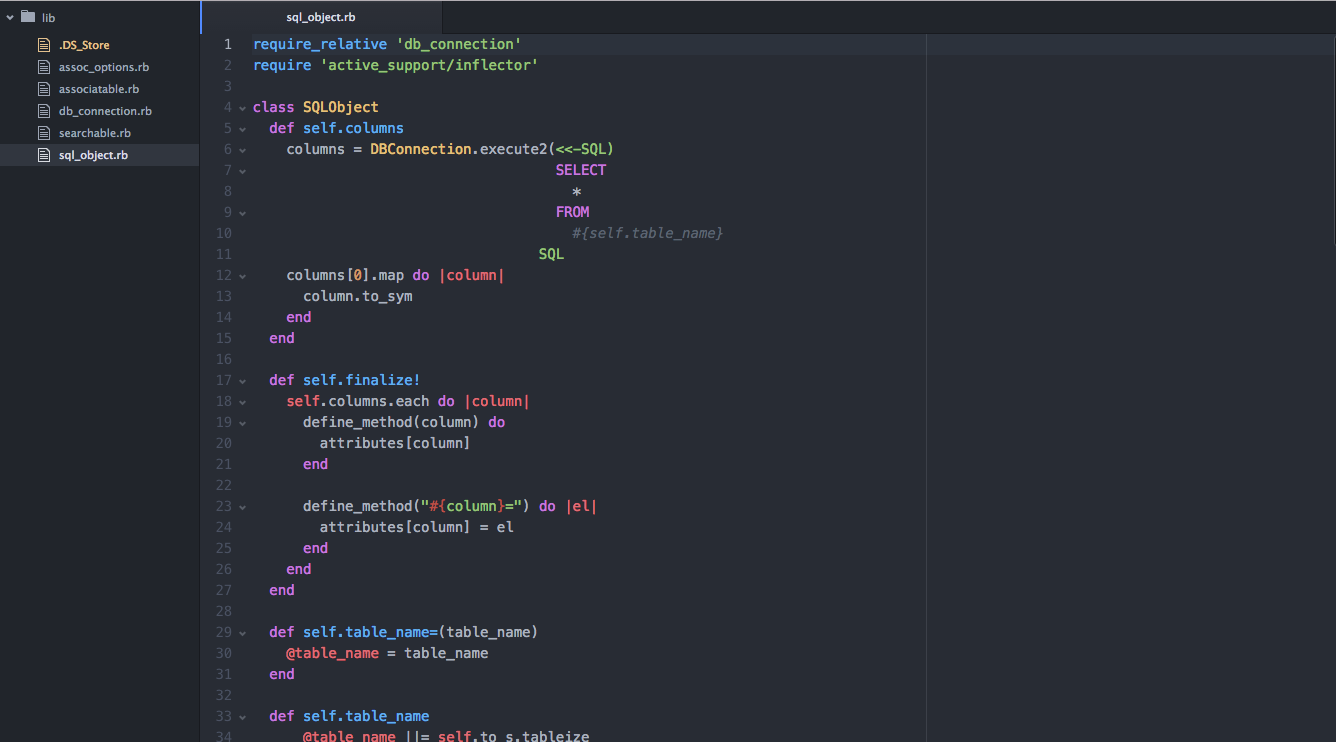 lib
.DS_Store
assoc_options.rb
associatable.rb
db_connection.rb
searchable.rb
sql_object.rb
sql_object.rb
1 require_relative 'db_connection'
2 require 'active_support/inflector'
3
4 class SQLObject
5   def self.columns
6     columns = DBConnection.execute2(<<-SQL)
7                                     SELECT
8                                       *
9                                     FROM
10                                       #{self.table_name}
11                                   SQL
12     columns[0].map do |column|
13       column.to_sym
14     end
15   end
16
17   def self.finalize!
18     self.columns.each do |column|
19       define_method(column) do
20         attributes[column]
21       end
22
23       define_method("#{column}=") do |el|
24         attributes[column] = el
25       end
26     end
27   end
28
29   def self.table_name=(table_name)
30     @table_name = table_name
31   end
32
33   def self.table_name
34       @table_name ||= self.to_s.tableize